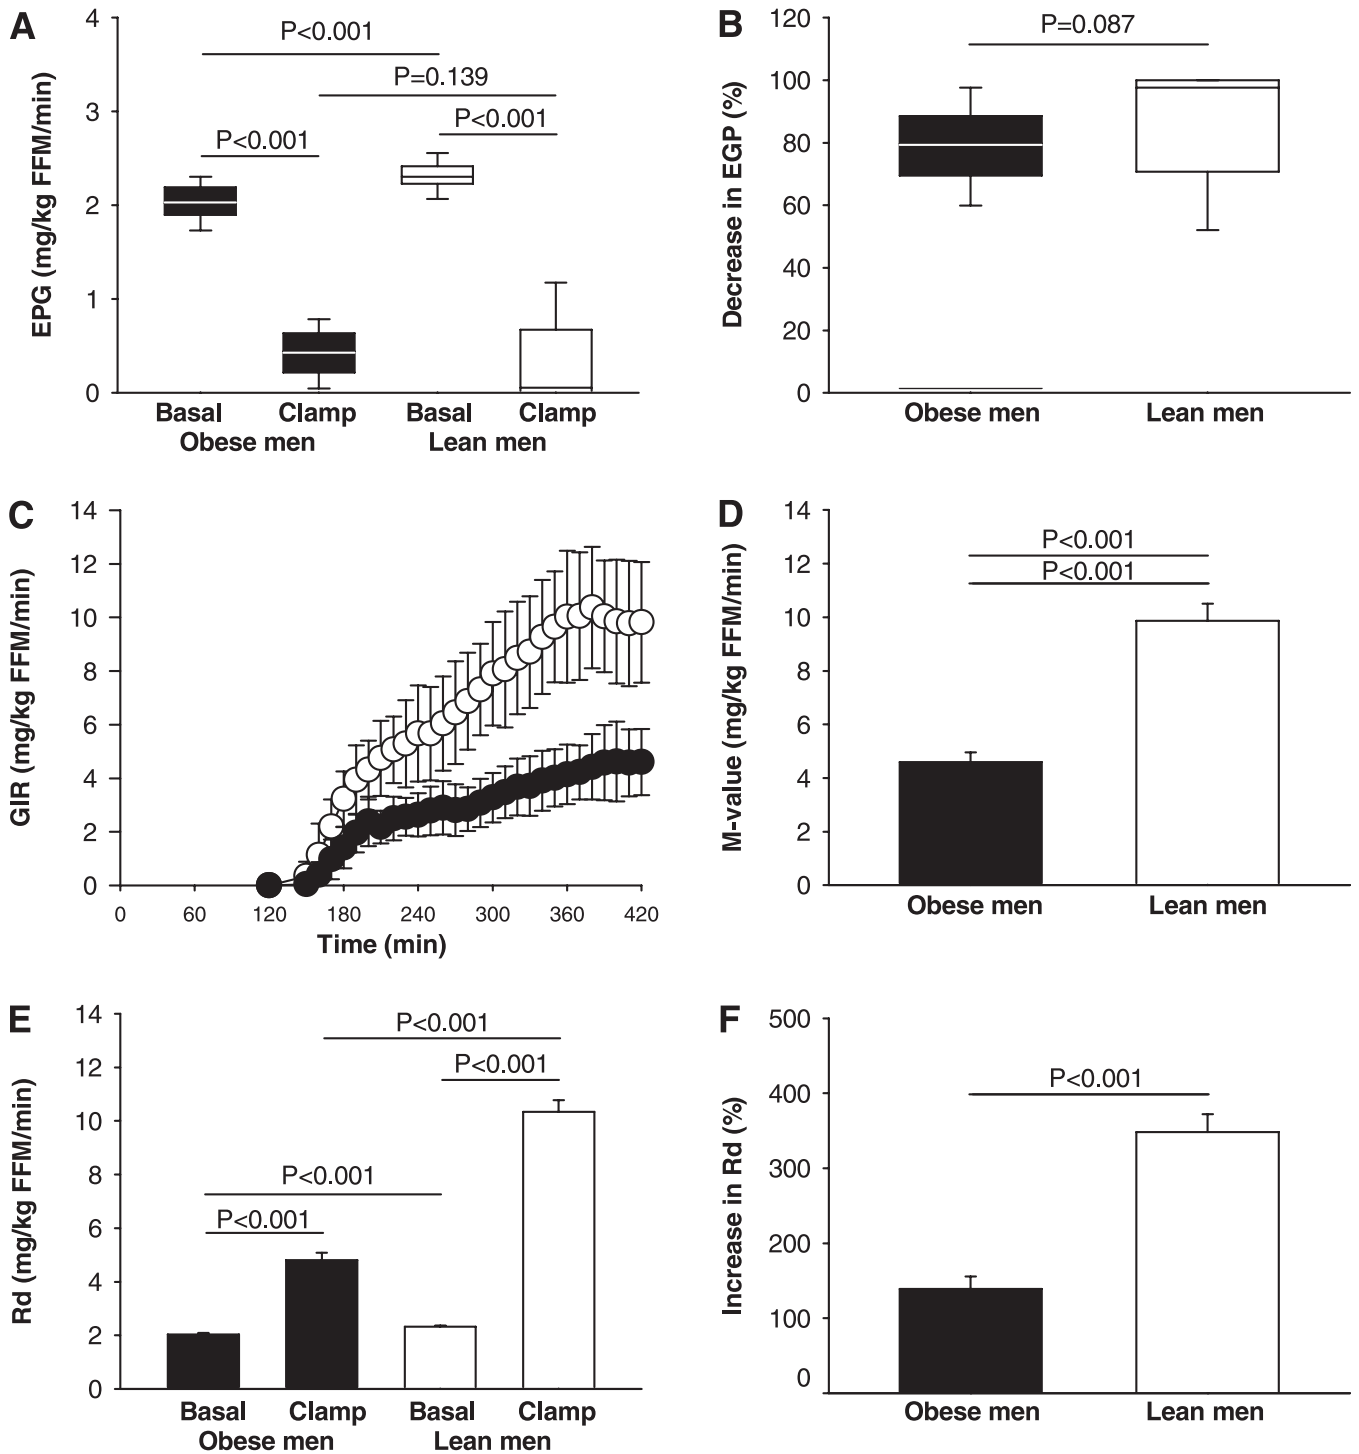 A
EPG (mg/kg FFM/min)
4
3
2
1
0
P<0.001
P=0.139
P<0.001
P<0.001
Basal Clamp Basal Clamp
Obese men Lean men
B
Decrease in EGP (%)
120
100
80
60
40
20
0
P=0.087
Obese men Lean men
C
GIR (mg/kg FFM/min)
14
12
10
8
6
4
2
0
0 60 120 180 240 300 360 420
Time (min)
D
M-value (mg/kg FFM/min)
14
12
10
8
6
4
2
0
P<0.001
P<0.001
Obese men Lean men
E
Rd (mg/kg FFM/min)
14
12
10
8
6
4
2
0
P<0.001
P<0.001
P<0.001
P<0.001
Basal Clamp Basal Clamp
Obese men Lean men
F
Increase in Rd (%)
500
400
300
200
100
0
P<0.001
Obese men Lean men